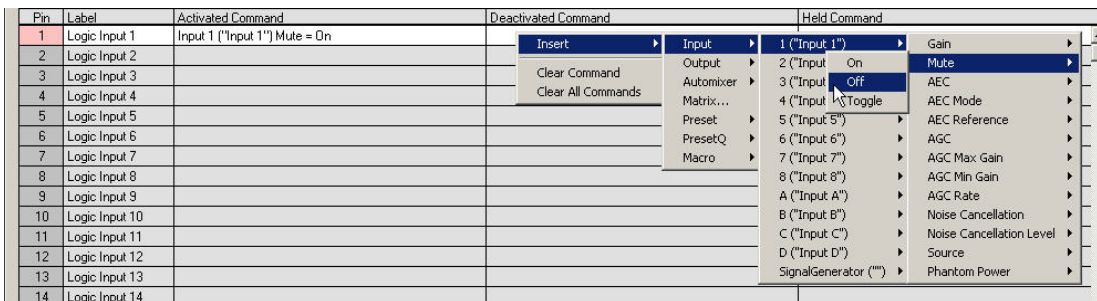 Pin Label Activated Command Deactivated Command Held Command
1 Logic Input 1 Input 1 ("Input 1") Mute = On
2 Logic Input 2
3 Logic Input 3
4 Logic Input 4
5 Logic Input 5
6 Logic Input 6
7 Logic Input 7
8 Logic Input 8
9 Logic Input 9
10 Logic Input 10
11 Logic Input 11
12 Logic Input 12
13 Logic Input 13
14 Logic Input 14
Insert
Clear Command
Clear All Commands
Input
Output
Automixer
Matrix...
Preset
PresetQ
Macro
1 ("Input 1")
2 ("Input
3 ("Input
4 ("Input
5 ("Input 5")
6 ("Input 6")
7 ("Input 7")
8 ("Input 8")
A ("Input A")
B ("Input B")
C ("Input C")
D ("Input D")
SignalGenerator ("")
On
Off
Toggle
Gain
Mute
AEC
AEC Mode
AEC Reference
AGC
AGC Max Gain
AGC Min Gain
AGC Rate
Noise Cancellation
Noise Cancellation Level
Source
Phantom Power